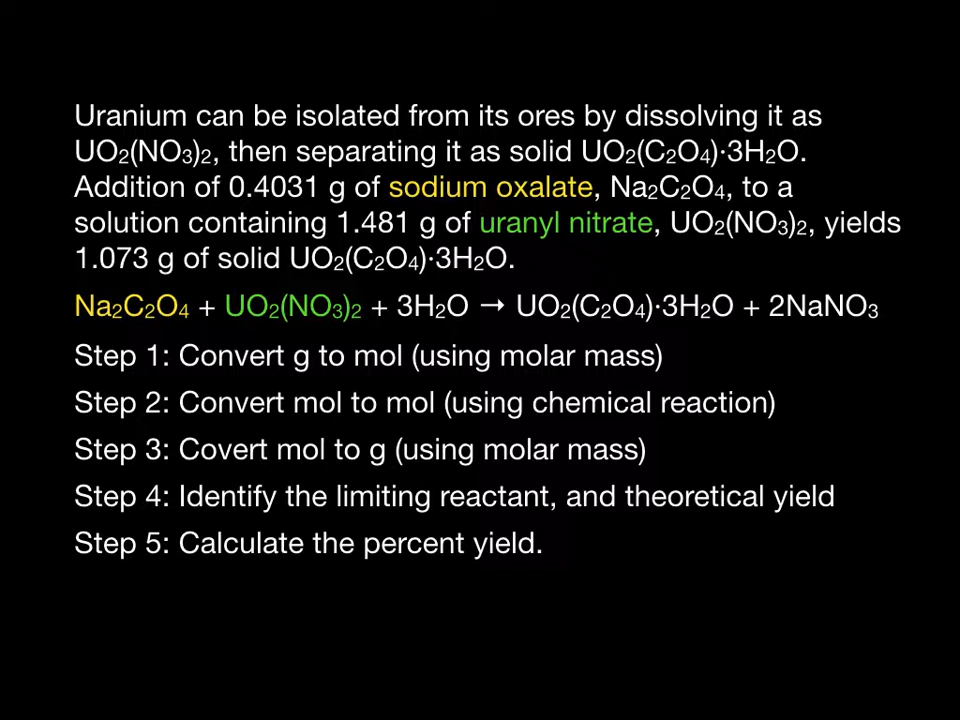 Uranium can be isolated from its ores by dissolving it as
UO₂(NO₃)₂, then separating it as solid UO₂(C₂O₄)·3H₂O.
Addition of 0.4031 g of sodium oxalate, Na₂C₂O₄, to a
solution containing 1.481 g of uranyl nitrate, UO₂(NO₃)₂, yields
1.073 g of solid UO₂(C₂O₄)·3H₂O.
Na₂C₂O₄ + UO₂(NO₃)₂ + 3H₂O → UO₂(C₂O₄)·3H₂O + 2NaNO₃
Step 1: Convert g to mol (using molar mass)
Step 2: Convert mol to mol (using chemical reaction)
Step 3: Covert mol to g (using molar mass)
Step 4: Identify the limiting reactant, and theoretical yield
Step 5: Calculate the percent yield.